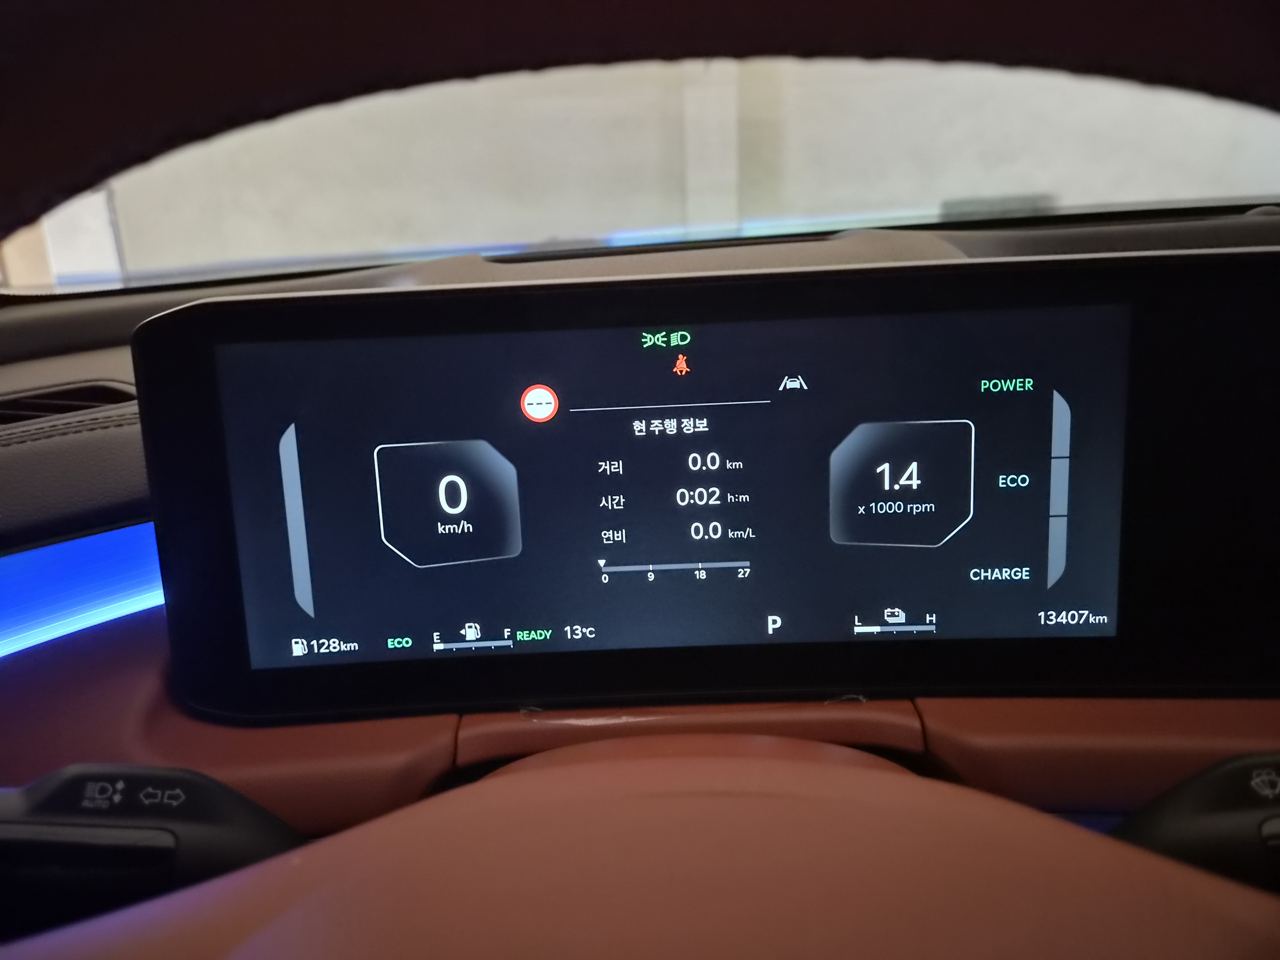 현 주행 정보
거리 0.0 km
시간 0:02 h:m
연비 0.0 km/L
0 9 18 27
0
km/h
1.4
x 1000 rpm
POWER
ECO
CHARGE
128km
ECO
E F
READY
13°C
P
L H
13407km
AUTO